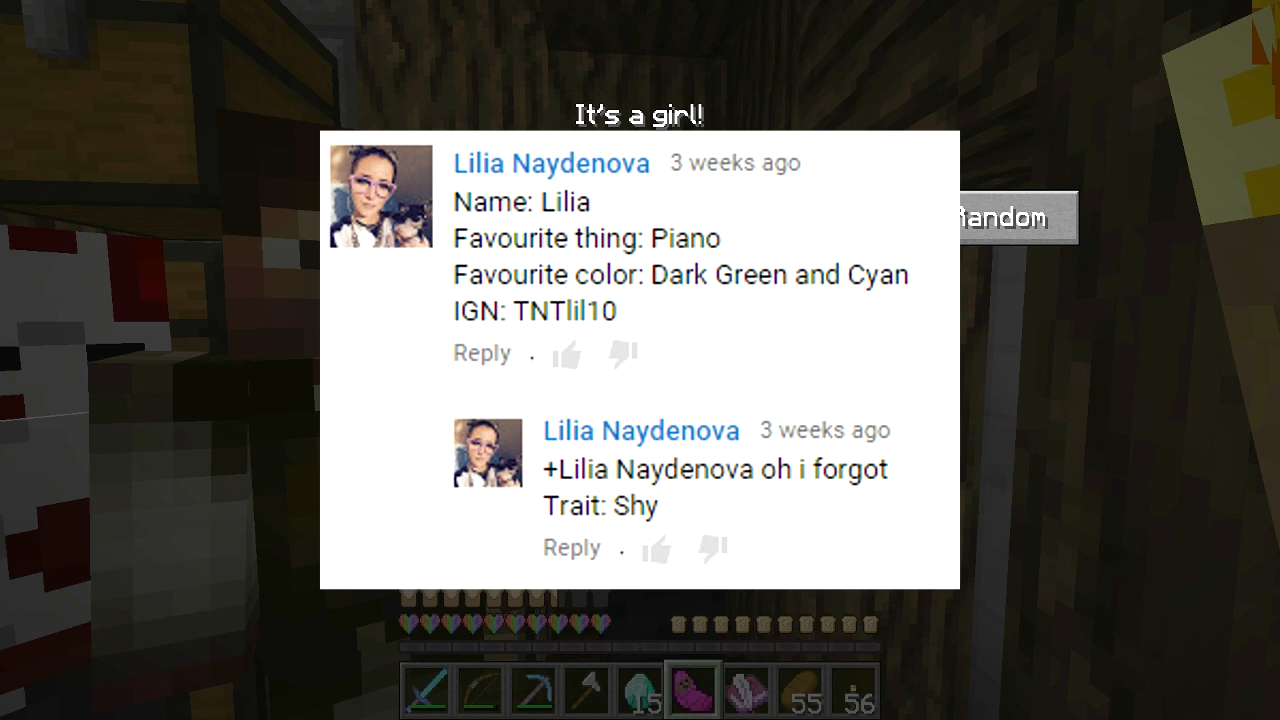 It's a girl!
Lilia Naydenova 3 weeks ago
Name: Lilia
Random
Favourite thing: Piano
Favourite color: Dark Green and Cyan
IGN: TNTlil10
Reply .
Lilia Naydenova 3 weeks ago
+Lilia Naydenova oh i forgot
Trait: Shy
Reply .
15 55 56